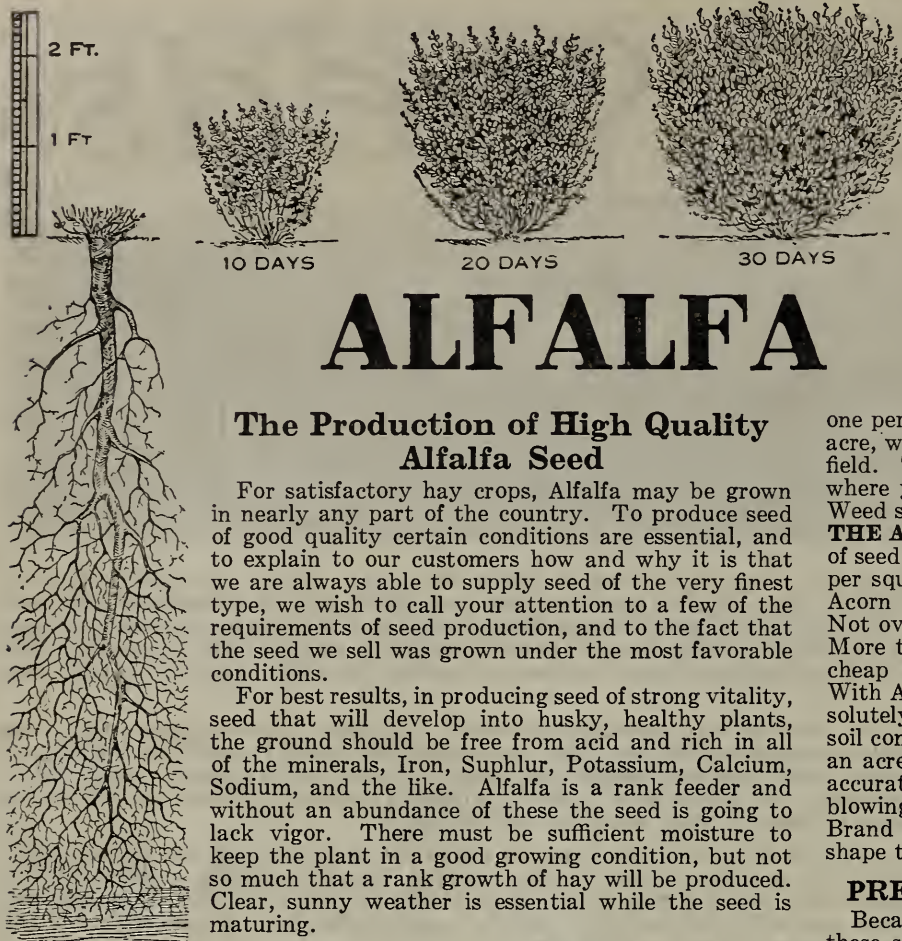 2 FT.
1 FT
10 DAYS
20 DAYS
30 DAYS
ALFALFA
The Production of High Quality
Alfalfa Seed
For satisfactory hay crops, Alfalfa may be grown
in nearly any part of the country. To produce seed
of good quality certain conditions are essential, and
to explain to our customers how and why it is that
we are always able to supply seed of the very finest
type, we wish to call your attention to a few of the
requirements of seed production, and to the fact that
the seed we sell was grown under the most favorable
conditions.
For best results, in producing seed of strong vitality,
seed that will develop into husky, healthy plants,
the ground should be free from acid and rich in all
of the minerals, Iron, Suphlur, Potassium, Calcium,
Sodium, and the like. Alfalfa is a rank feeder and
without an abundance of these the seed is going to
lack vigor. There must be sufficient moisture to
keep the plant in a good growing condition, but not
so much that a rank growth of hay will be produced.
Clear, sunny weather is essential while the seed is
maturing.
one per
acre, w
field.
where
Weed s
THE A
of seed
per squ
Acorn
Not ov
More t
cheap
With A
solutely
soil con
an acre
accurat
blowing
Brand
shape t
PRE
Beca